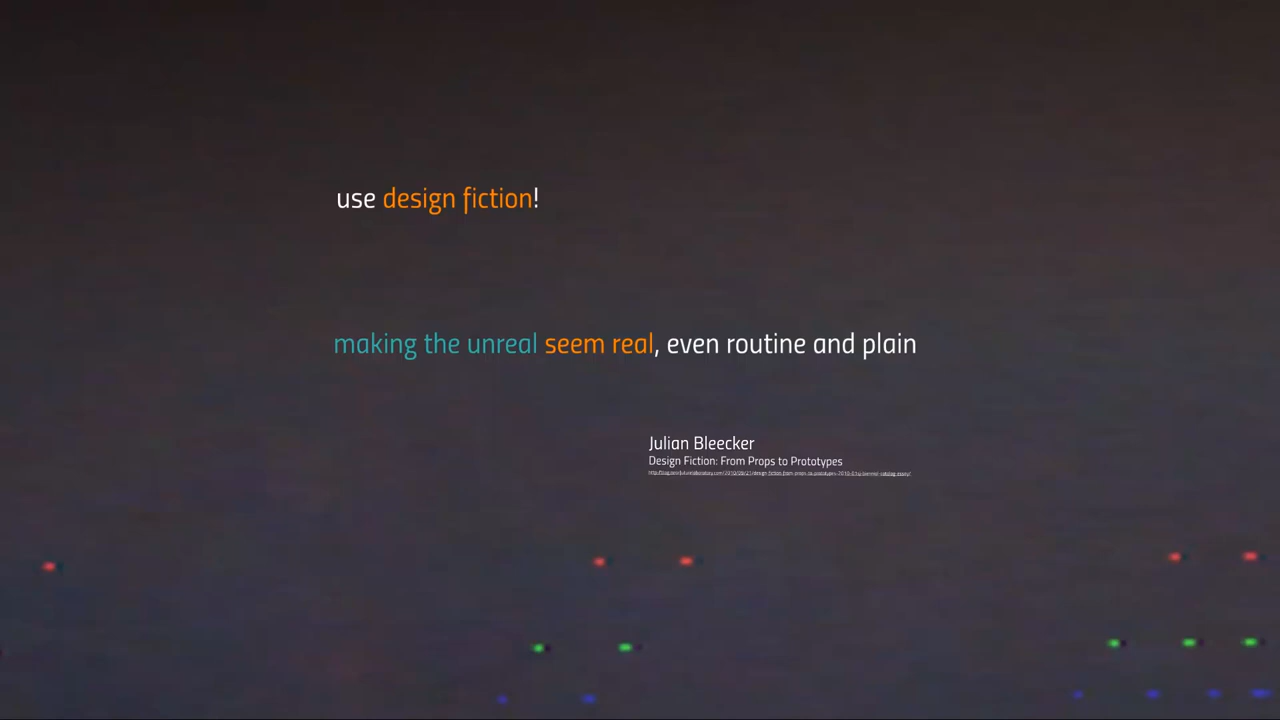 use design fiction!
making the unreal seem real, even routine and plain
Julian Bleecker
Design Fiction: From Props to Prototypes